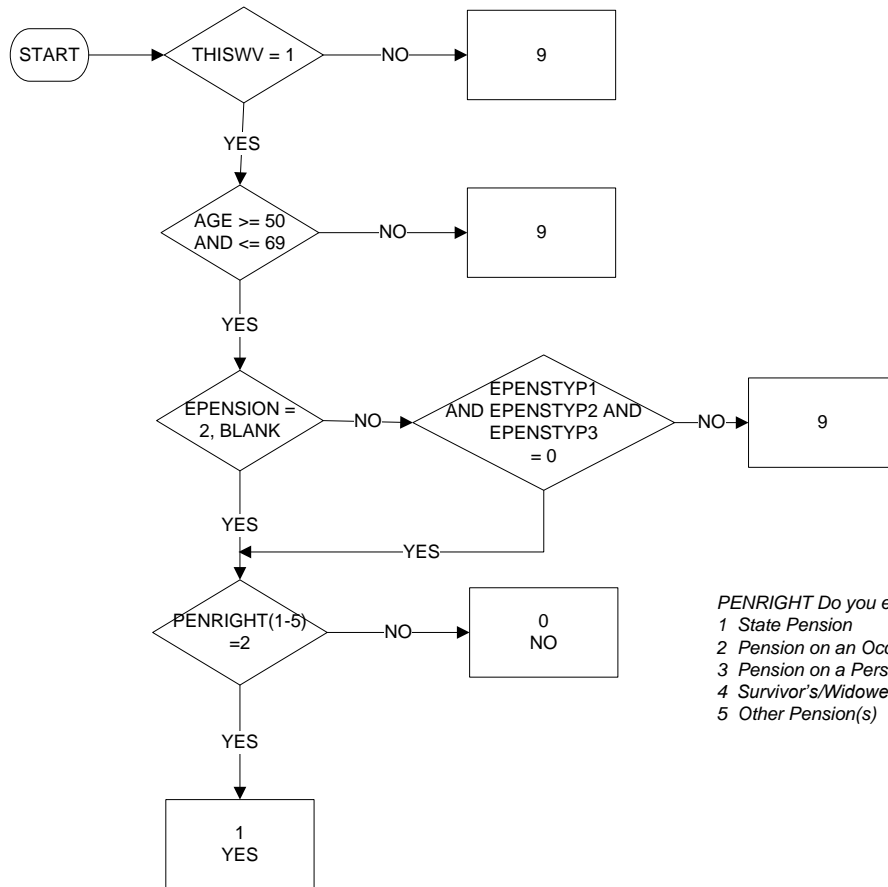 START
THISWV = 1
NO
9
YES
AGE >= 50
AND <= 69
NO
9
YES
EPENSION =
2, BLANK
NO
EPENSTYP1
AND EPENSTYP2 AND
EPENSTYP3
= 0
NO
9
YES
YES
PENRIGHT(1-5)
=2
NO
0
NO
PENRIGHT Do you e
1 State Pension
2 Pension on an Occ
3 Pension on a Pers
4 Survivor's/Widowe
5 Other Pension(s)
YES
1
YES